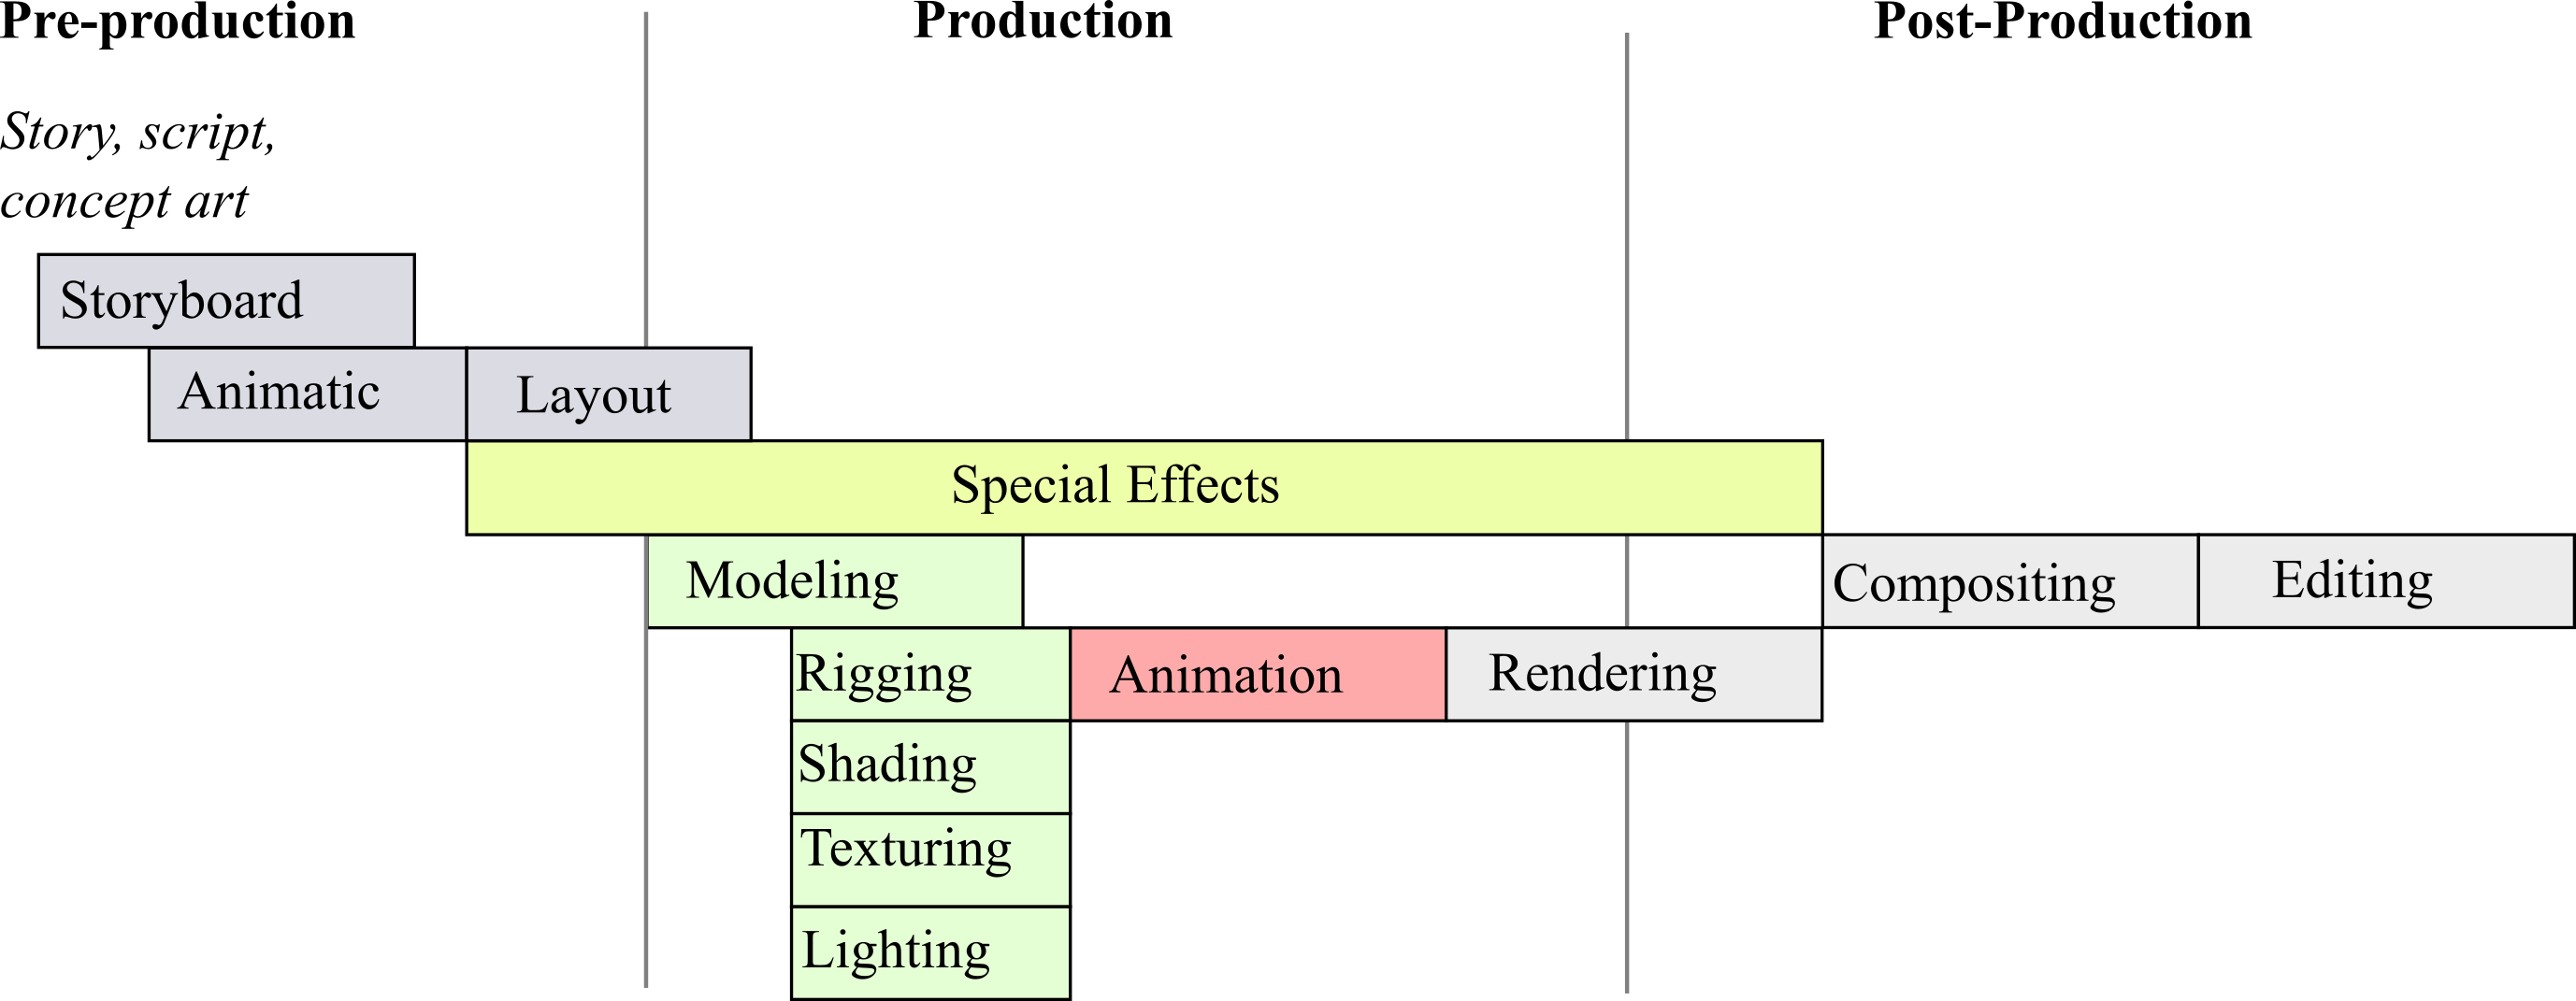 Pre-production
Production
Post-Production
Story, script,
concept art
Storyboard
Animatic
Layout
Special Effects
Modeling
Compositing
Editing
Rigging
Animation
Rendering
Shading
Texturing
Lighting